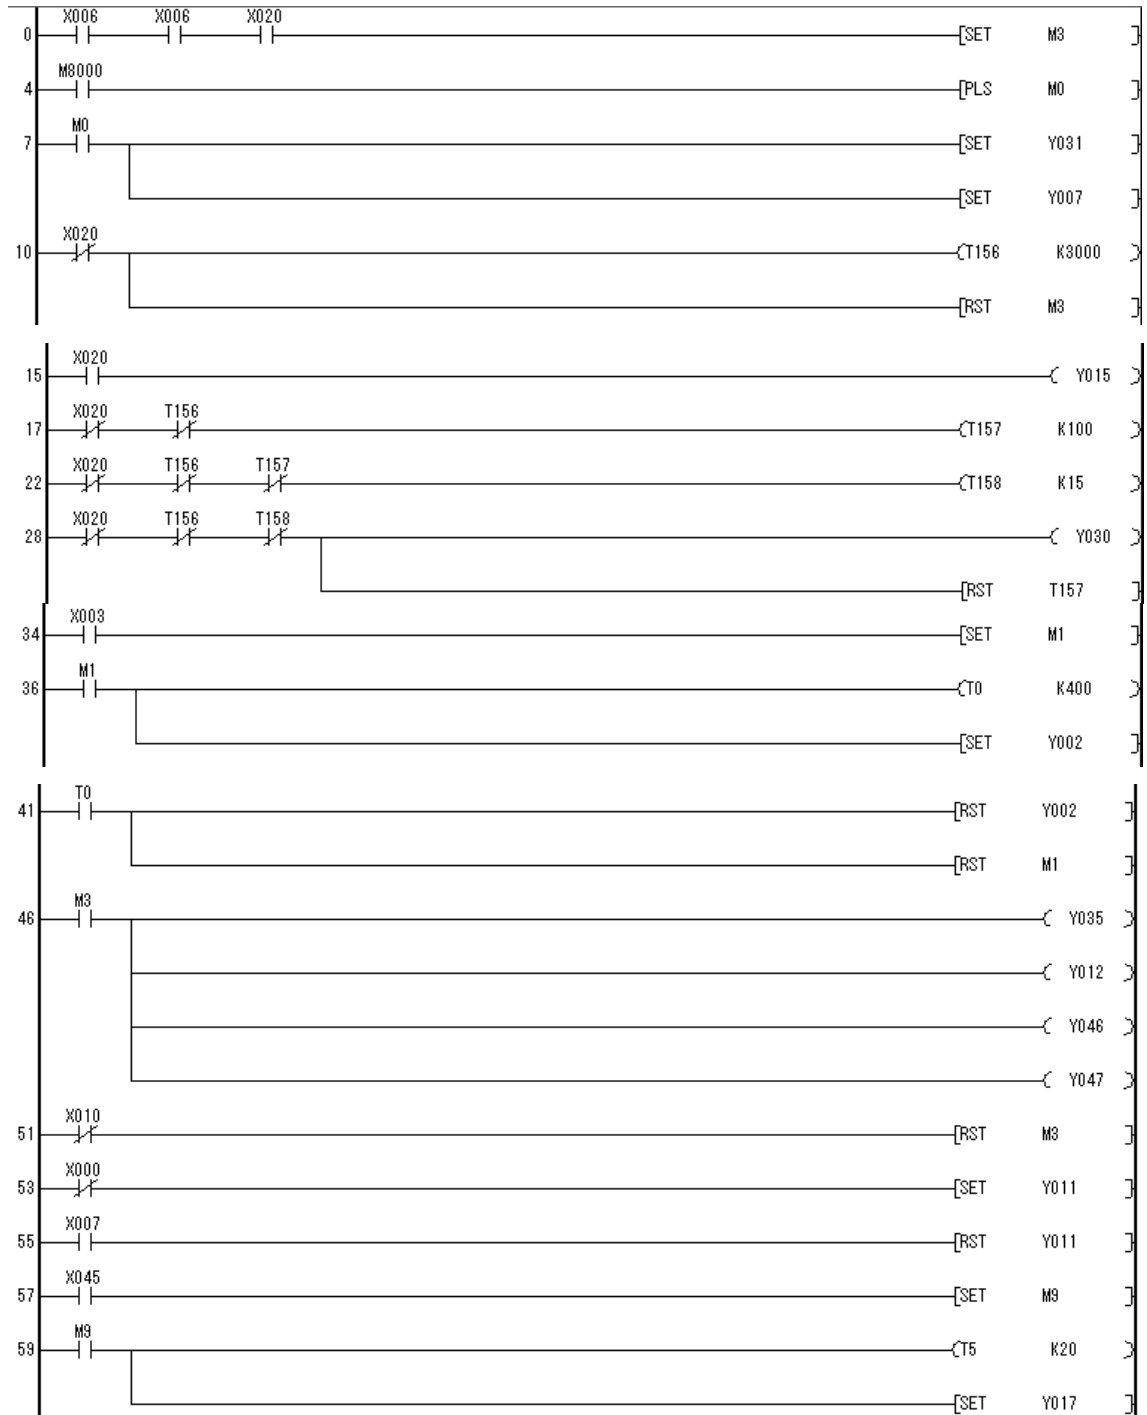 X006 X006 X020
0 [SET M3 ]
M8000
4 [PLS M0 ]
M0
7 [SET Y031 ]
[SET Y007 ]
X020
10 (T156 K3000 )
[RST M3 ]
X020
15 ( Y015 )
X020 T156
17 (T157 K100 )
X020 T156 T157
22 (T158 K15 )
X020 T156 T158
28 ( Y030 )
[RST T157 ]
X003
34 [SET M1 ]
M1
36 (T0 K400 )
[SET Y002 ]
T0
41 [RST Y002 ]
[RST M1 ]
M3
46 ( Y035 )
( Y012 )
( Y046 )
( Y047 )
X010
51 [RST M3 ]
X000
53 [SET Y011 ]
X007
55 [RST Y011 ]
X045
57 [SET M9 ]
M9
59 (T5 K20 )
[SET Y017 ]